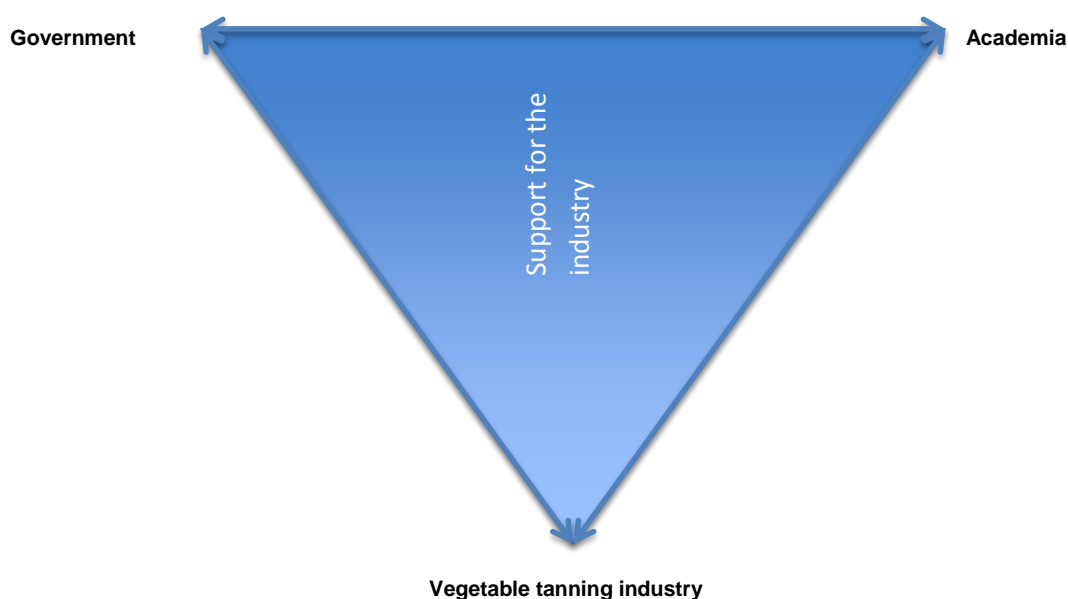 Government
Academia
Support for the
industry
Vegetable tanning industry